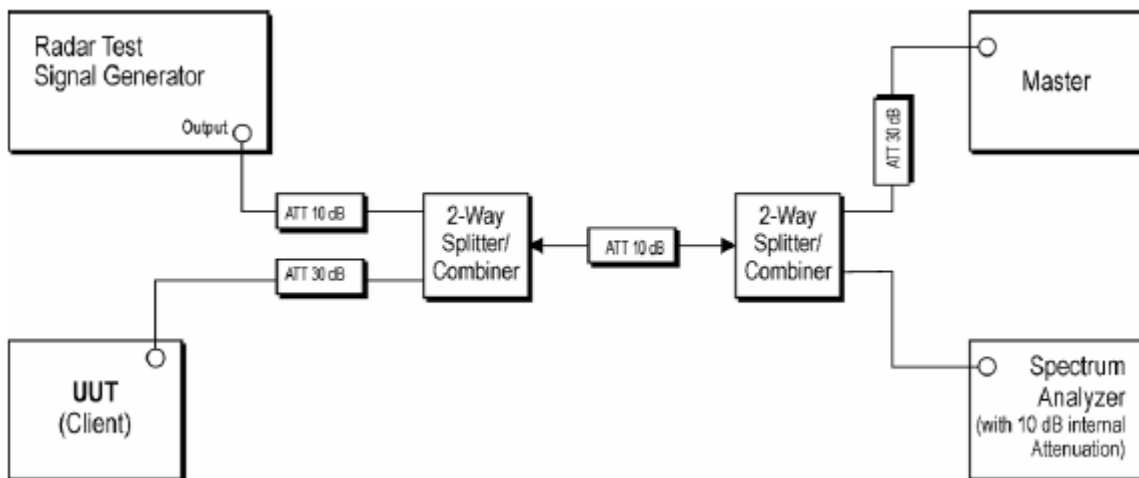 Radar Test
Signal Generator
Output
ATT 10 dB
ATT 30 dB
UUT
(Client)
2-Way
Splitter/
Combiner
ATT 10 dB
2-Way
Splitter/
Combiner
ATT 30 dB
Master
Spectrum
Analyzer
(with 10 dB internal
Attenuation)